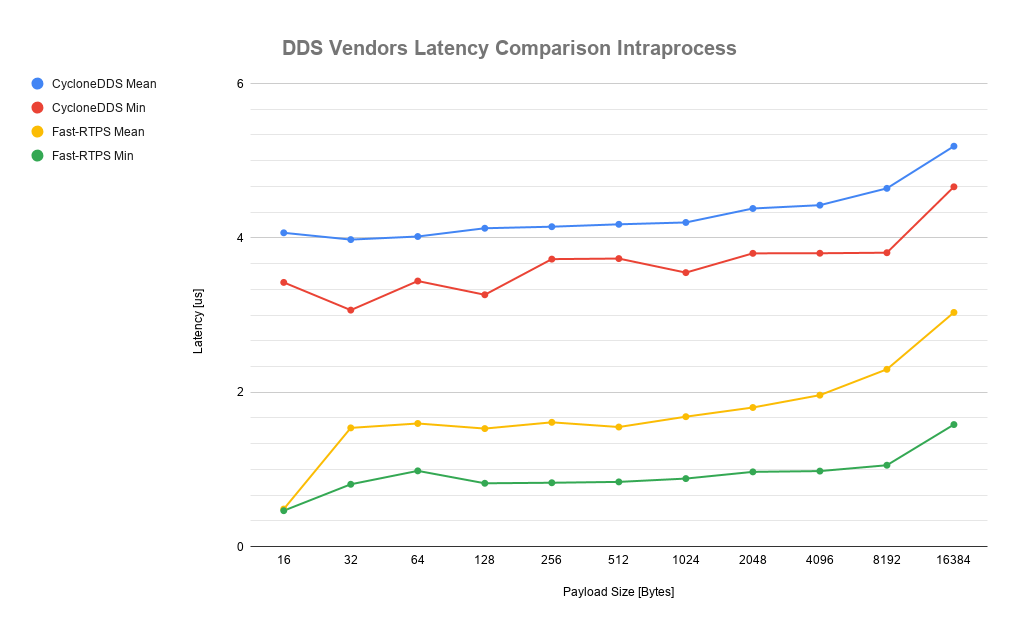 DDS Vendors Latency Comparison Intraprocess
CycloneDDS Mean
CycloneDDS Min
Fast-RTPS Mean
Fast-RTPS Min
6
4
2
0
Latency [us]
16 32 64 128 256 512 1024 2048 4096 8192 16384
Payload Size [Bytes]